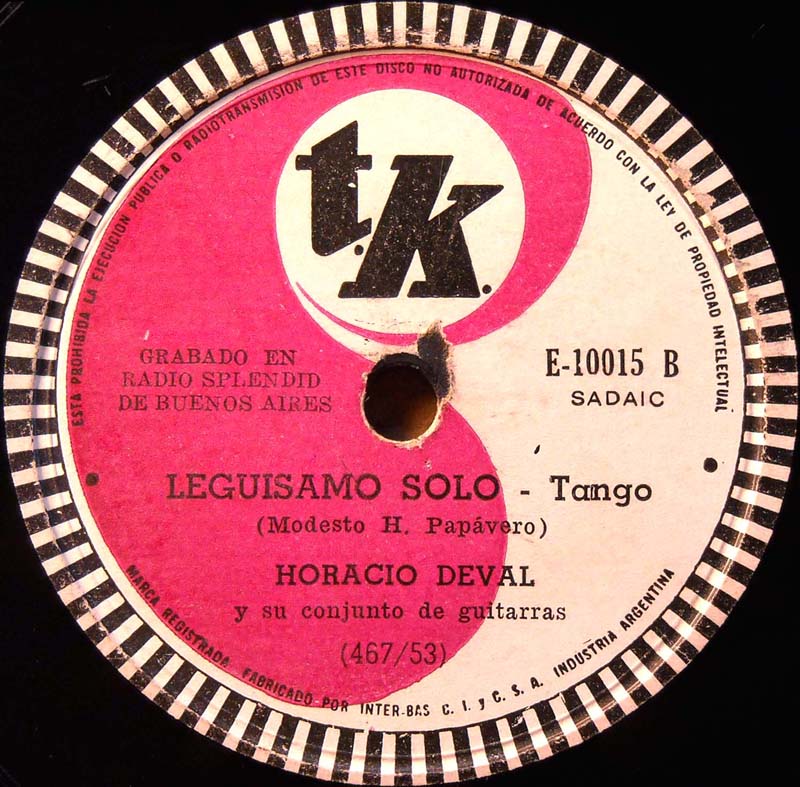 ESTA PROHIBIDA LA EJECUCION PUBLICA O RADIOTRANSMISION DE ESTE DISCO NO AUTORIZADA DE ACUERDO CON LA LEY DE PROPIEDAD INTELECTUAL
t.k.
GRABADO EN
RADIO SPLENDID
DE BUENOS AIRES
E-10015 B
SADAIC
LEGUISAMO SOLO - Tango
(Modesto H. Papávero)
HORACIO DEVAL
y su conjunto de guitarras
(467/53)
MARCA REGISTRADA FABRICADO POR INTER-BAS C. I. y C. S. A. INDUSTRIA ARGENTINA